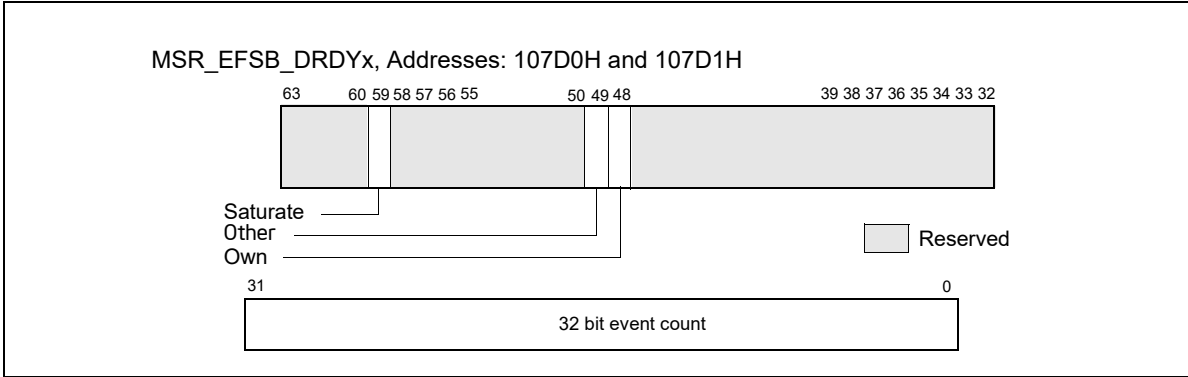 MSR_EFSB_DRDYx, Addresses: 107D0H and 107D1H
63 60 59 58 57 56 55 50 49 48 39 38 37 36 35 34 33 32
Saturate
Other
Own
Reserved
31 0
32 bit event count